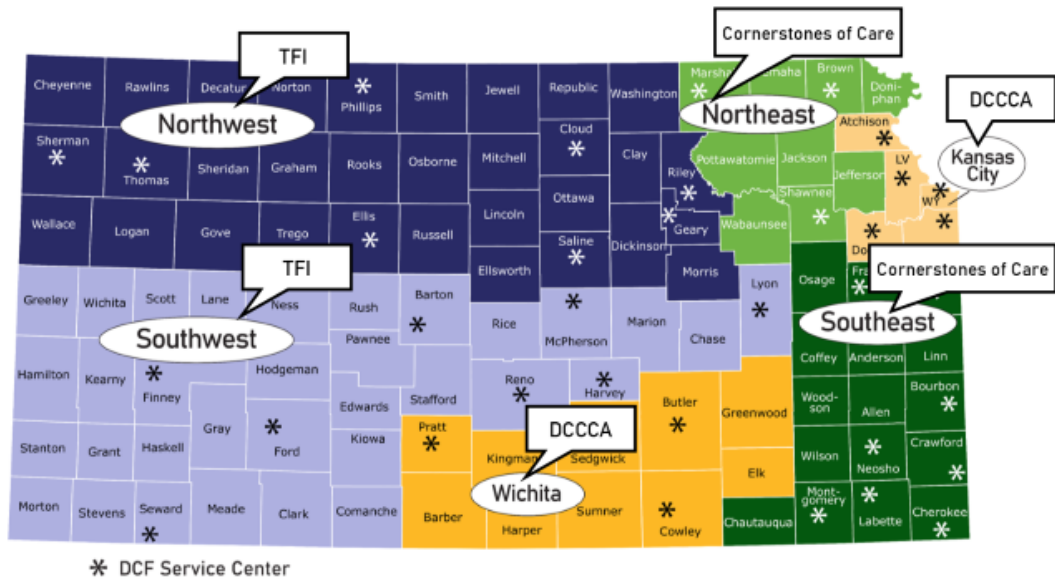 Cornerstones of Care
TFI
Cheyenne
Rawlins
Decatur
Norton
Phillips
Smith
Jewell
Republic
Washington
Brown
Doni-
phan
DCCCA
Northwest
Northeast
Atchison
Sherman
Thomas
Sheridan
Graham
Rooks
Osborne
Mitchell
Cloud
Clay
Riley
Pottawatomie
Jackson
Jefferson
LV
Kansas
City
WY
Shawnee
Wallace
Logan
Gove
Trego
Ellis
Russell
Lincoln
Ottawa
Saline
Dickinson
Geary
Wabaunsee
Ellsworth
Morris
TFI
Cornerstones of Care
Greeley
Wichita
Scott
Lane
Ness
Rush
Barton
Rice
McPherson
Marion
Chase
Lyon
Osage
Southwest
Southeast
Pawnee
Hamilton
Kearny
Finney
Hodgeman
Edwards
Stafford
Reno
Harvey
Butler
Greenwood
Coffey
Anderson
Linn
Wood-
son
Allen
Bourbon
Stanton
Grant
Haskell
Gray
Ford
Kiowa
Pratt
DCCCA
Kingman
Sedgwick
Elk
Wilson
Neosho
Crawford
Wichita
Morton
Stevens
Seward
Meade
Clark
Comanche
Barber
Harper
Sumner
Cowley
Chautauqua
Mont-
gomery
Labette
Cherokee
DCF Service Center